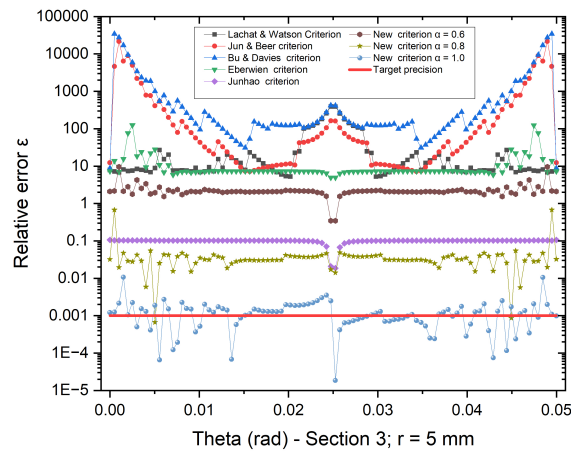 100000
10000
1000
100
10
1
0.1
0.01
0.001
1E-4
1E-5
Relative error ε
Lachat & Watson Criterion
Jun & Beer criterion
Bu & Davies criterion
Eberwien criterion
Junhao criterion
New criterion α = 0.6
New criterion α = 0.8
New criterion α = 1.0
Target precision
0.00
0.01
0.02
0.03
0.04
0.05
Theta (rad) - Section 3; r = 5 mm